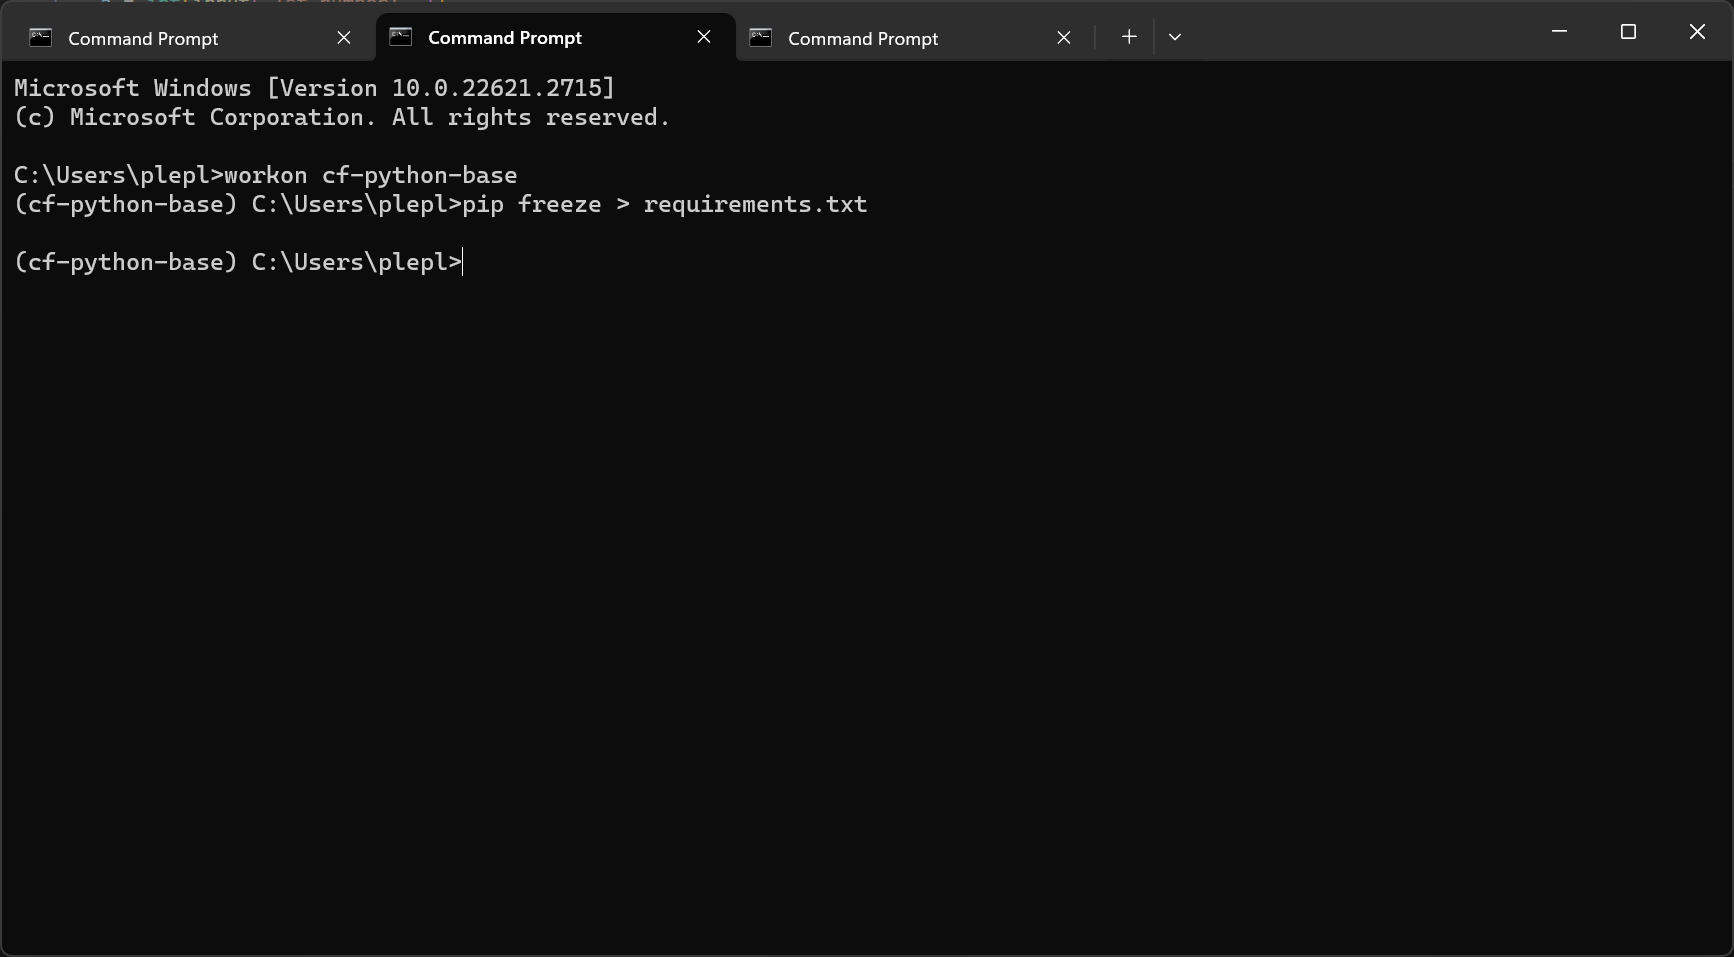 Command Prompt
Command Prompt
Command Prompt
Microsoft Windows [Version 10.0.22621.2715]
(c) Microsoft Corporation. All rights reserved.
C:\Users\plepl>workon cf-python-base
(cf-python-base) C:\Users\plepl>pip freeze > requirements.txt
(cf-python-base) C:\Users\plepl>